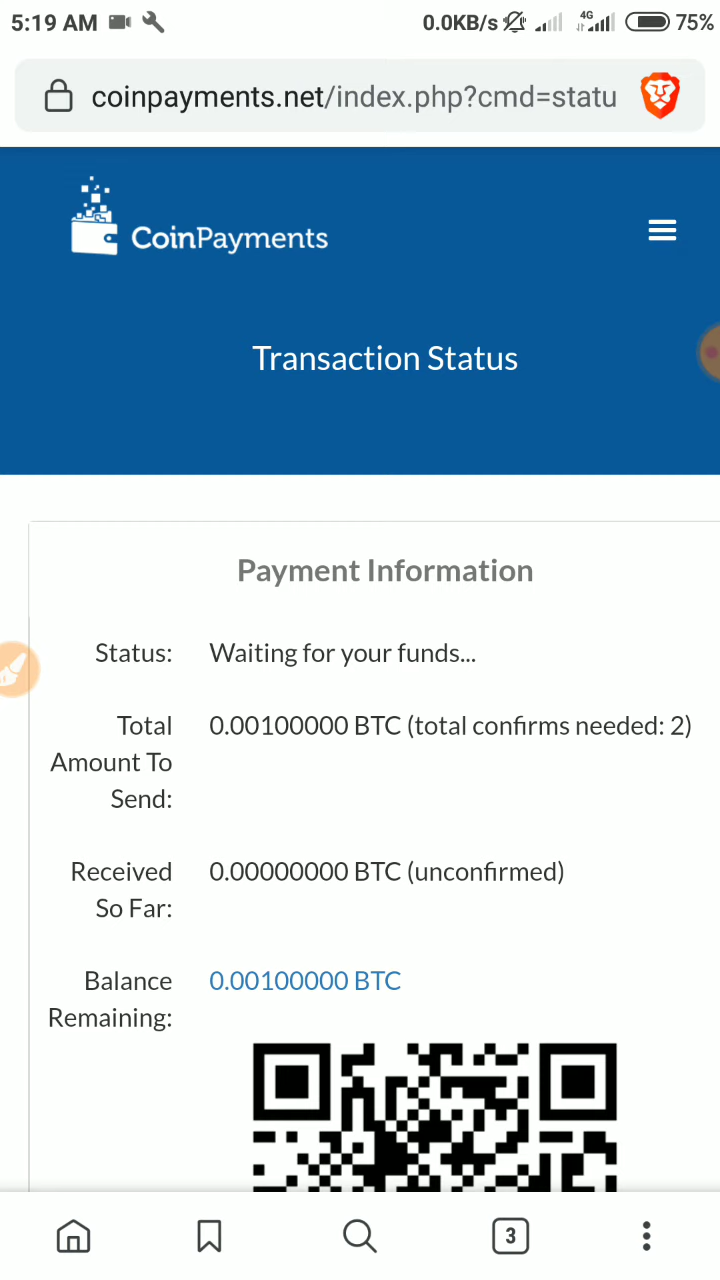 5:19 AM 0.0KB/s 4G 75%
coinpayments.net/index.php?cmd=statu
CoinPayments
Transaction Status
Payment Information
Status: Waiting for your funds...
Total 0.00100000 BTC (total confirms needed: 2)
Amount To
Send:
Received 0.00000000 BTC (unconfirmed)
So Far:
Balance 0.00100000 BTC
Remaining:
3